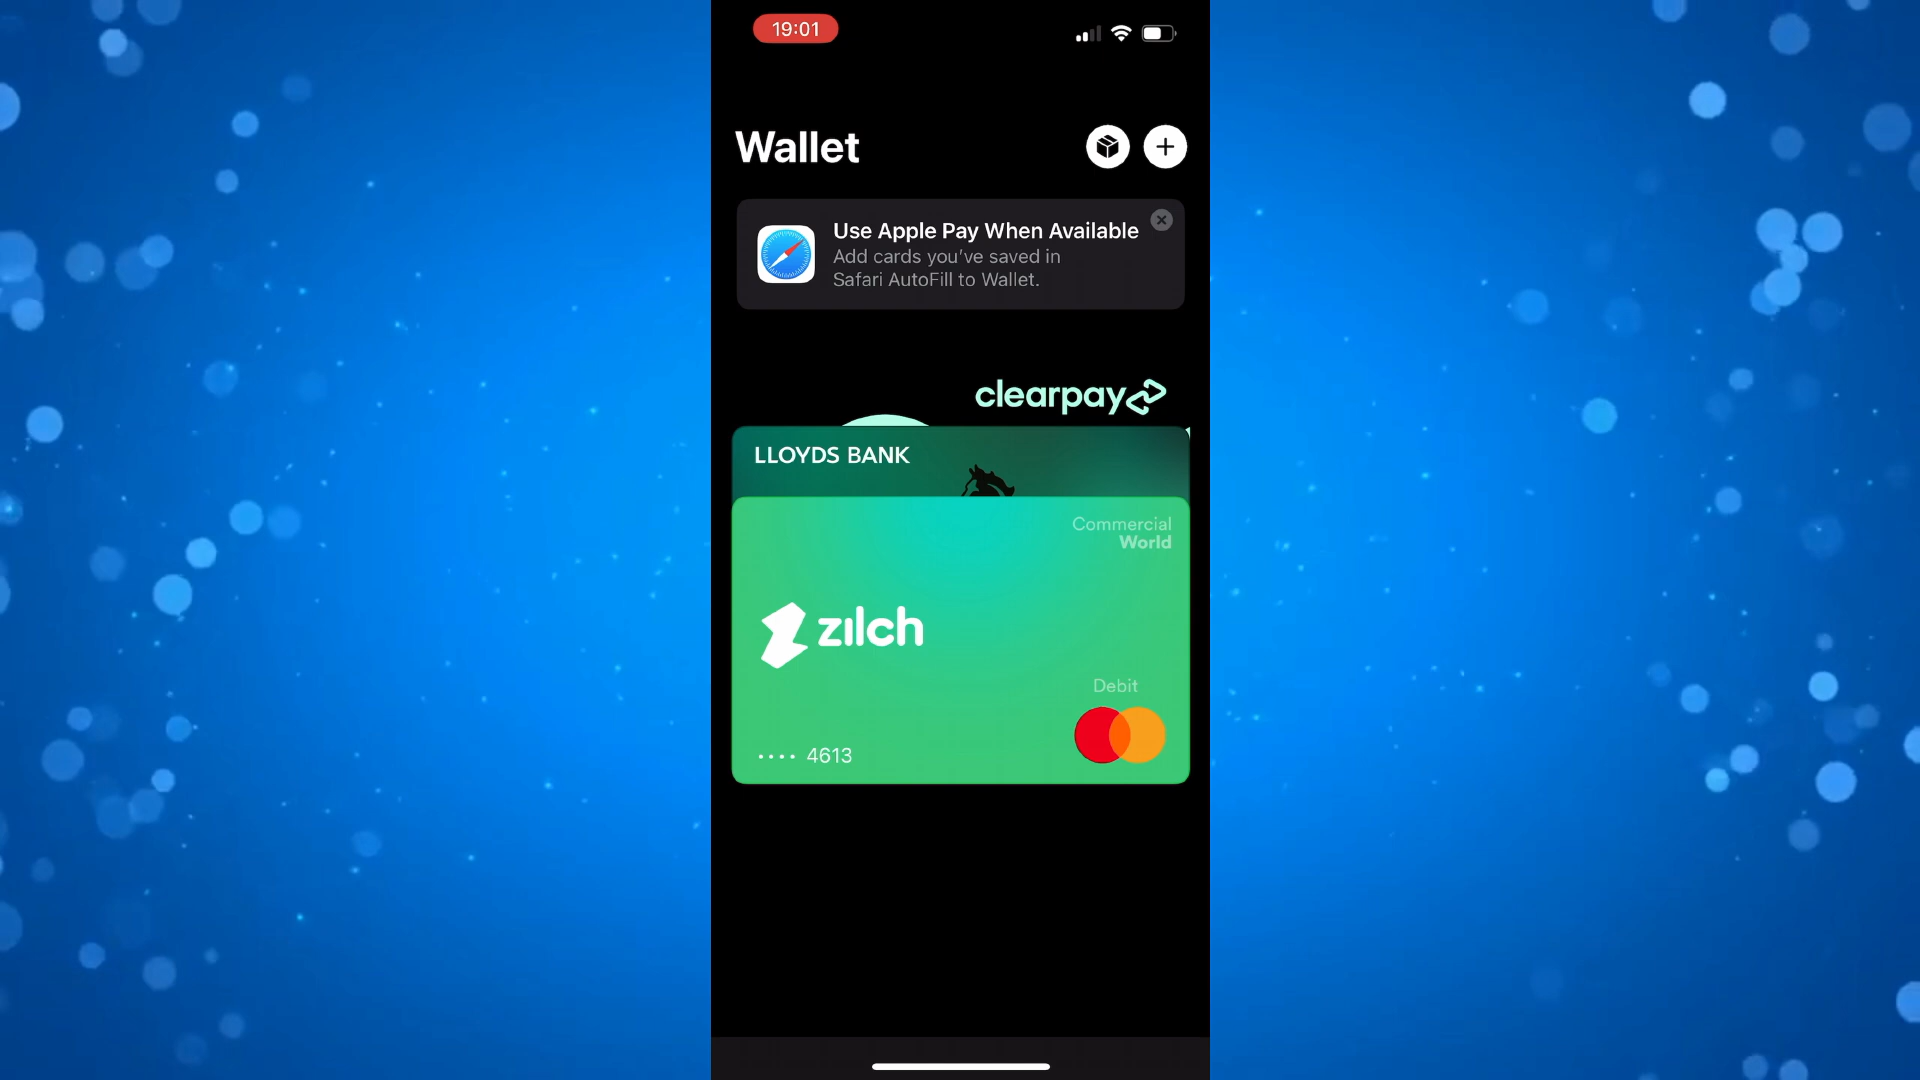 19:01
Wallet
Use Apple Pay When Available
Add cards you've saved in
Safari AutoFill to Wallet.
clearpay
LLOYDS BANK
Commercial
World
zilch
Debit
•••• 4613